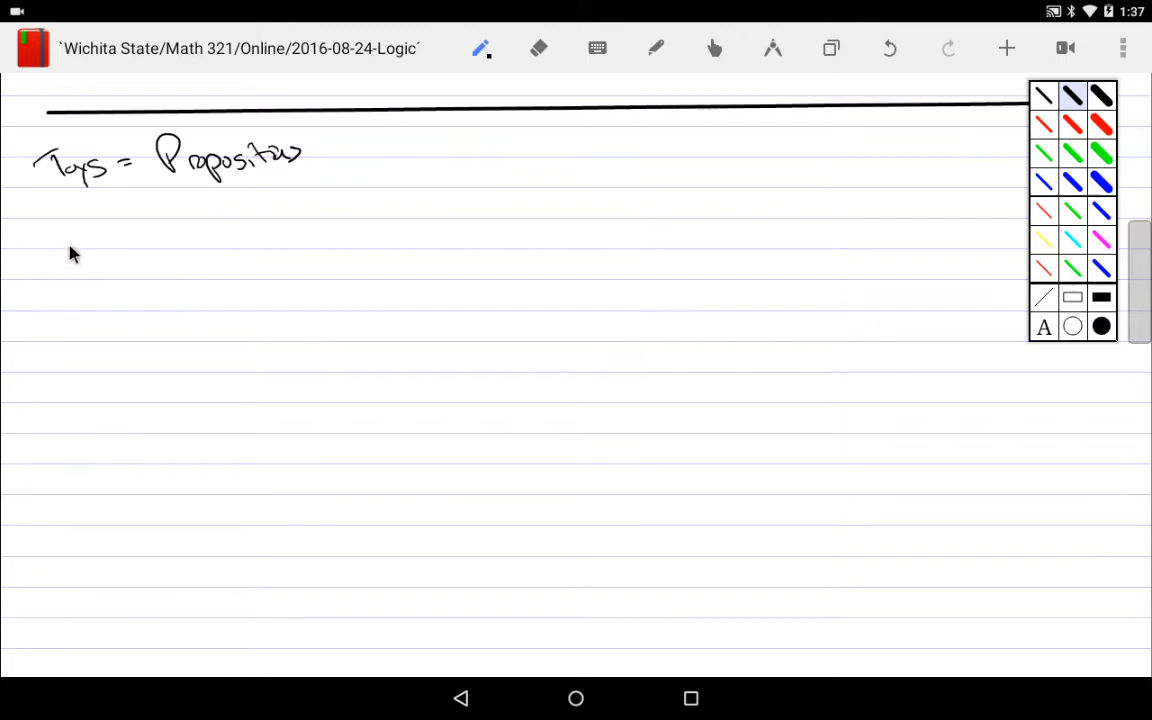 1:37
`Wichita State/Math 321/Online/2016-08-24-Logic`
Toys = Propositions
A